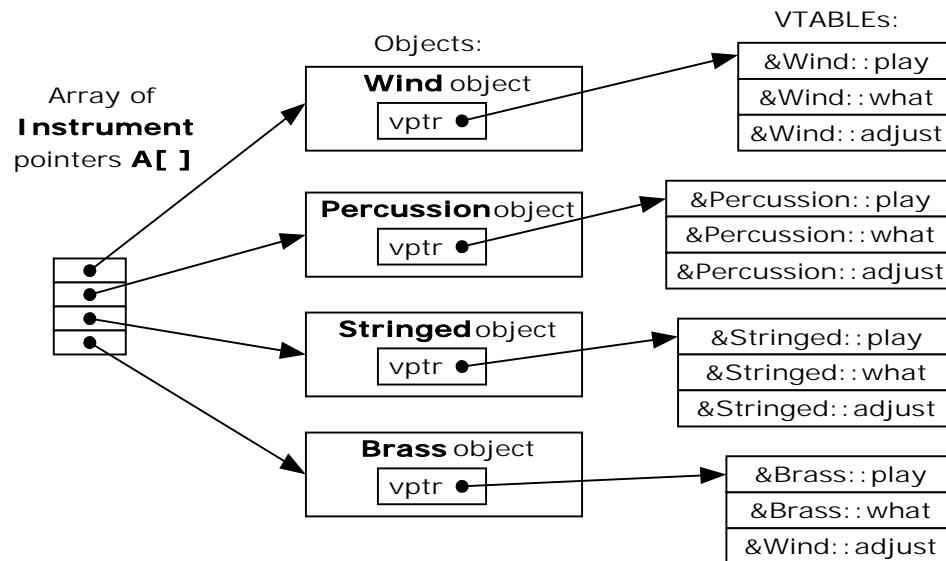 VTABLEs:
Objects:
Array of
Instrument
pointers A[ ]
Wind object
vptr
&Wind::play
&Wind::what
&Wind::adjust
Percussion object
vptr
&Percussion::play
&Percussion::what
&Percussion::adjust
Stringed object
vptr
&Stringed::play
&Stringed::what
&Stringed::adjust
Brass object
vptr
&Brass::play
&Brass::what
&Wind::adjust